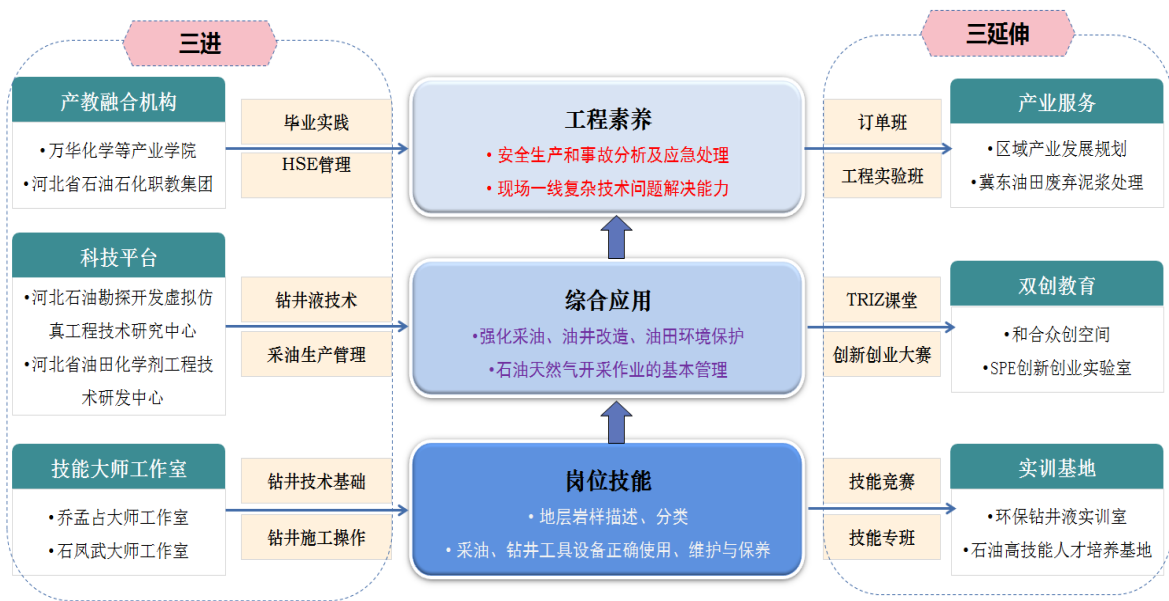 三进
三延伸
产教融合机构
•万华化学等产业学院
•河北省石油石化职教集团
毕业实践
HSE管理
工程素养
• 安全生产和事故分析及应急处理
• 现场一线复杂技术问题解决能力
订单班
工程实验班
产业服务
•区域产业发展规划
•冀东油田废弃泥浆处理
科技平台
•河北石油勘探开发虚拟仿
真工程技术研究中心
•河北省油田化学剂工程技
术研发中心
钻井液技术
采油生产管理
综合应用
•强化采油、油井改造、油田环境保护
•石油天然气开采作业的基本管理
TRIZ课堂
创新创业大赛
双创教育
•和合众创空间
•SPE创新创业实验室
技能大师工作室
•乔孟占大师工作室
•石凤武大师工作室
钻井技术基础
钻井施工操作
岗位技能
• 地层岩样描述、分类
• 采油、钻井工具设备正确使用、维护与保养
技能竞赛
技能专班
实训基地
•环保钻井液实训室
•石油高技能人才培养基地